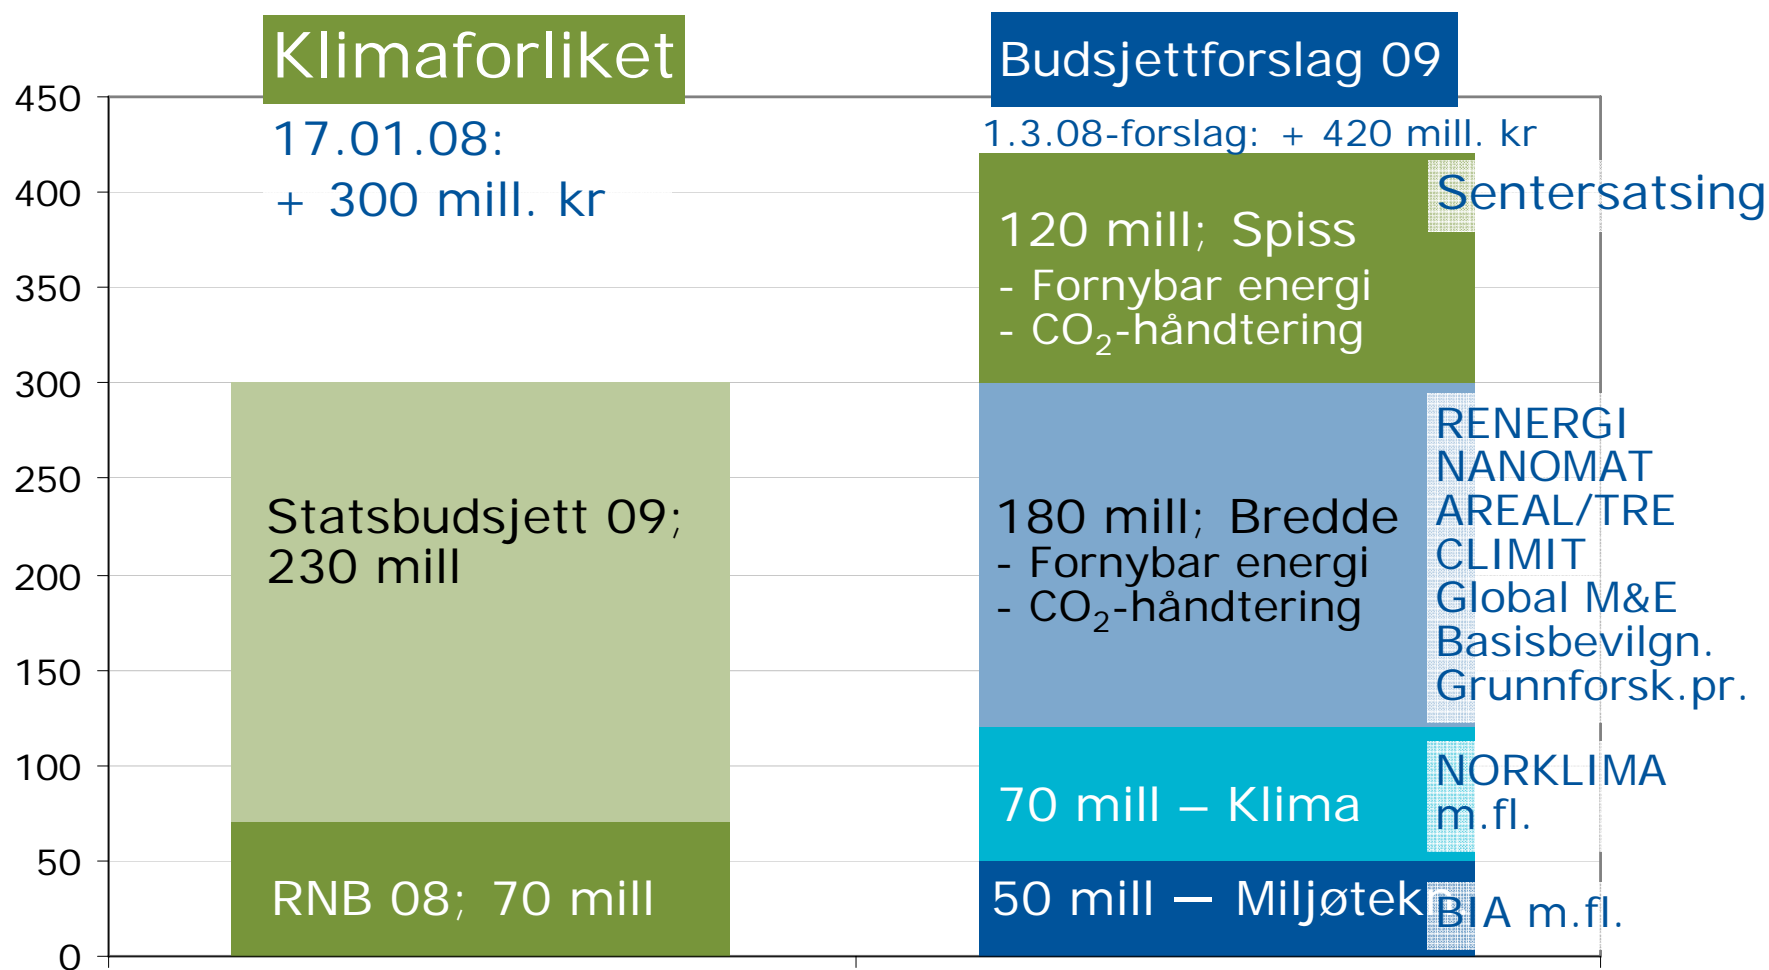 Klimaforliket
Budsjettforslag 09
17.01.08:
+ 300 mill. kr
1.3.08-forslag: + 420 mill. kr
450
400
350
300
250
200
150
100
50
0
Statsbudsjett 09;
230 mill
RNB 08; 70 mill
120 mill; Spiss
- Fornybar energi
- CO₂-håndtering
Sentersatsing
180 mill; Bredde
- Fornybar energi
- CO₂-håndtering
RENERGI
NANOMAT
AREAL/TRE
CLIMIT
Global M&E
Basisbevilgn.
Grunnforsk.pr.
70 mill – Klima
NORKLIMA
m.fl.
50 mill — Miljøtekn
BIA m.fl.